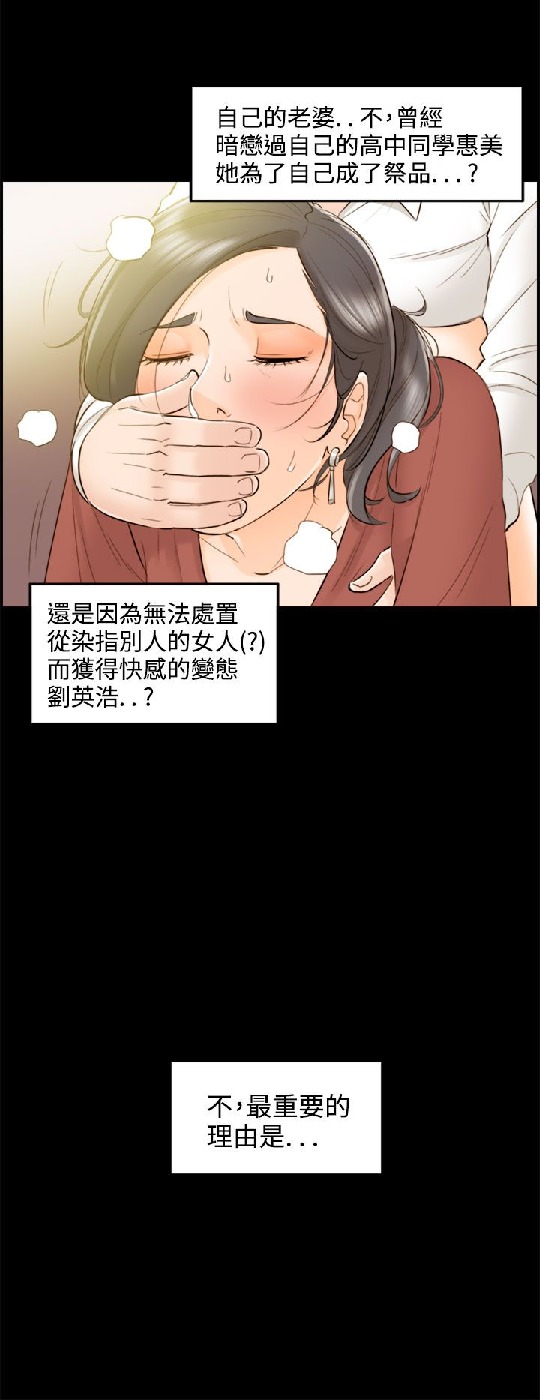 自己的老婆..不,曾經
暗戀過自己的高中同學惠美
她為了自己成了祭品...?
還是因為無法處置
從染指別人的女人(?)
而獲得快感的變態
劉英浩..?
不,最重要的
理由是...